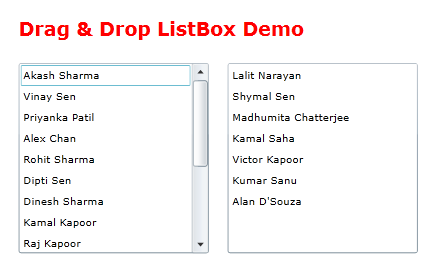 Drag & Drop ListBox Demo
Akash Sharma
Vinay Sen
Priyanka Patil
Alex Chan
Rohit Sharma
Dipti Sen
Dinesh Sharma
Kamal Kapoor
Raj Kapoor
Lalit Narayan
Shymal Sen
Madhumita Chatterjee
Kamal Saha
Victor Kapoor
Kumar Sanu
Alan D'Souza